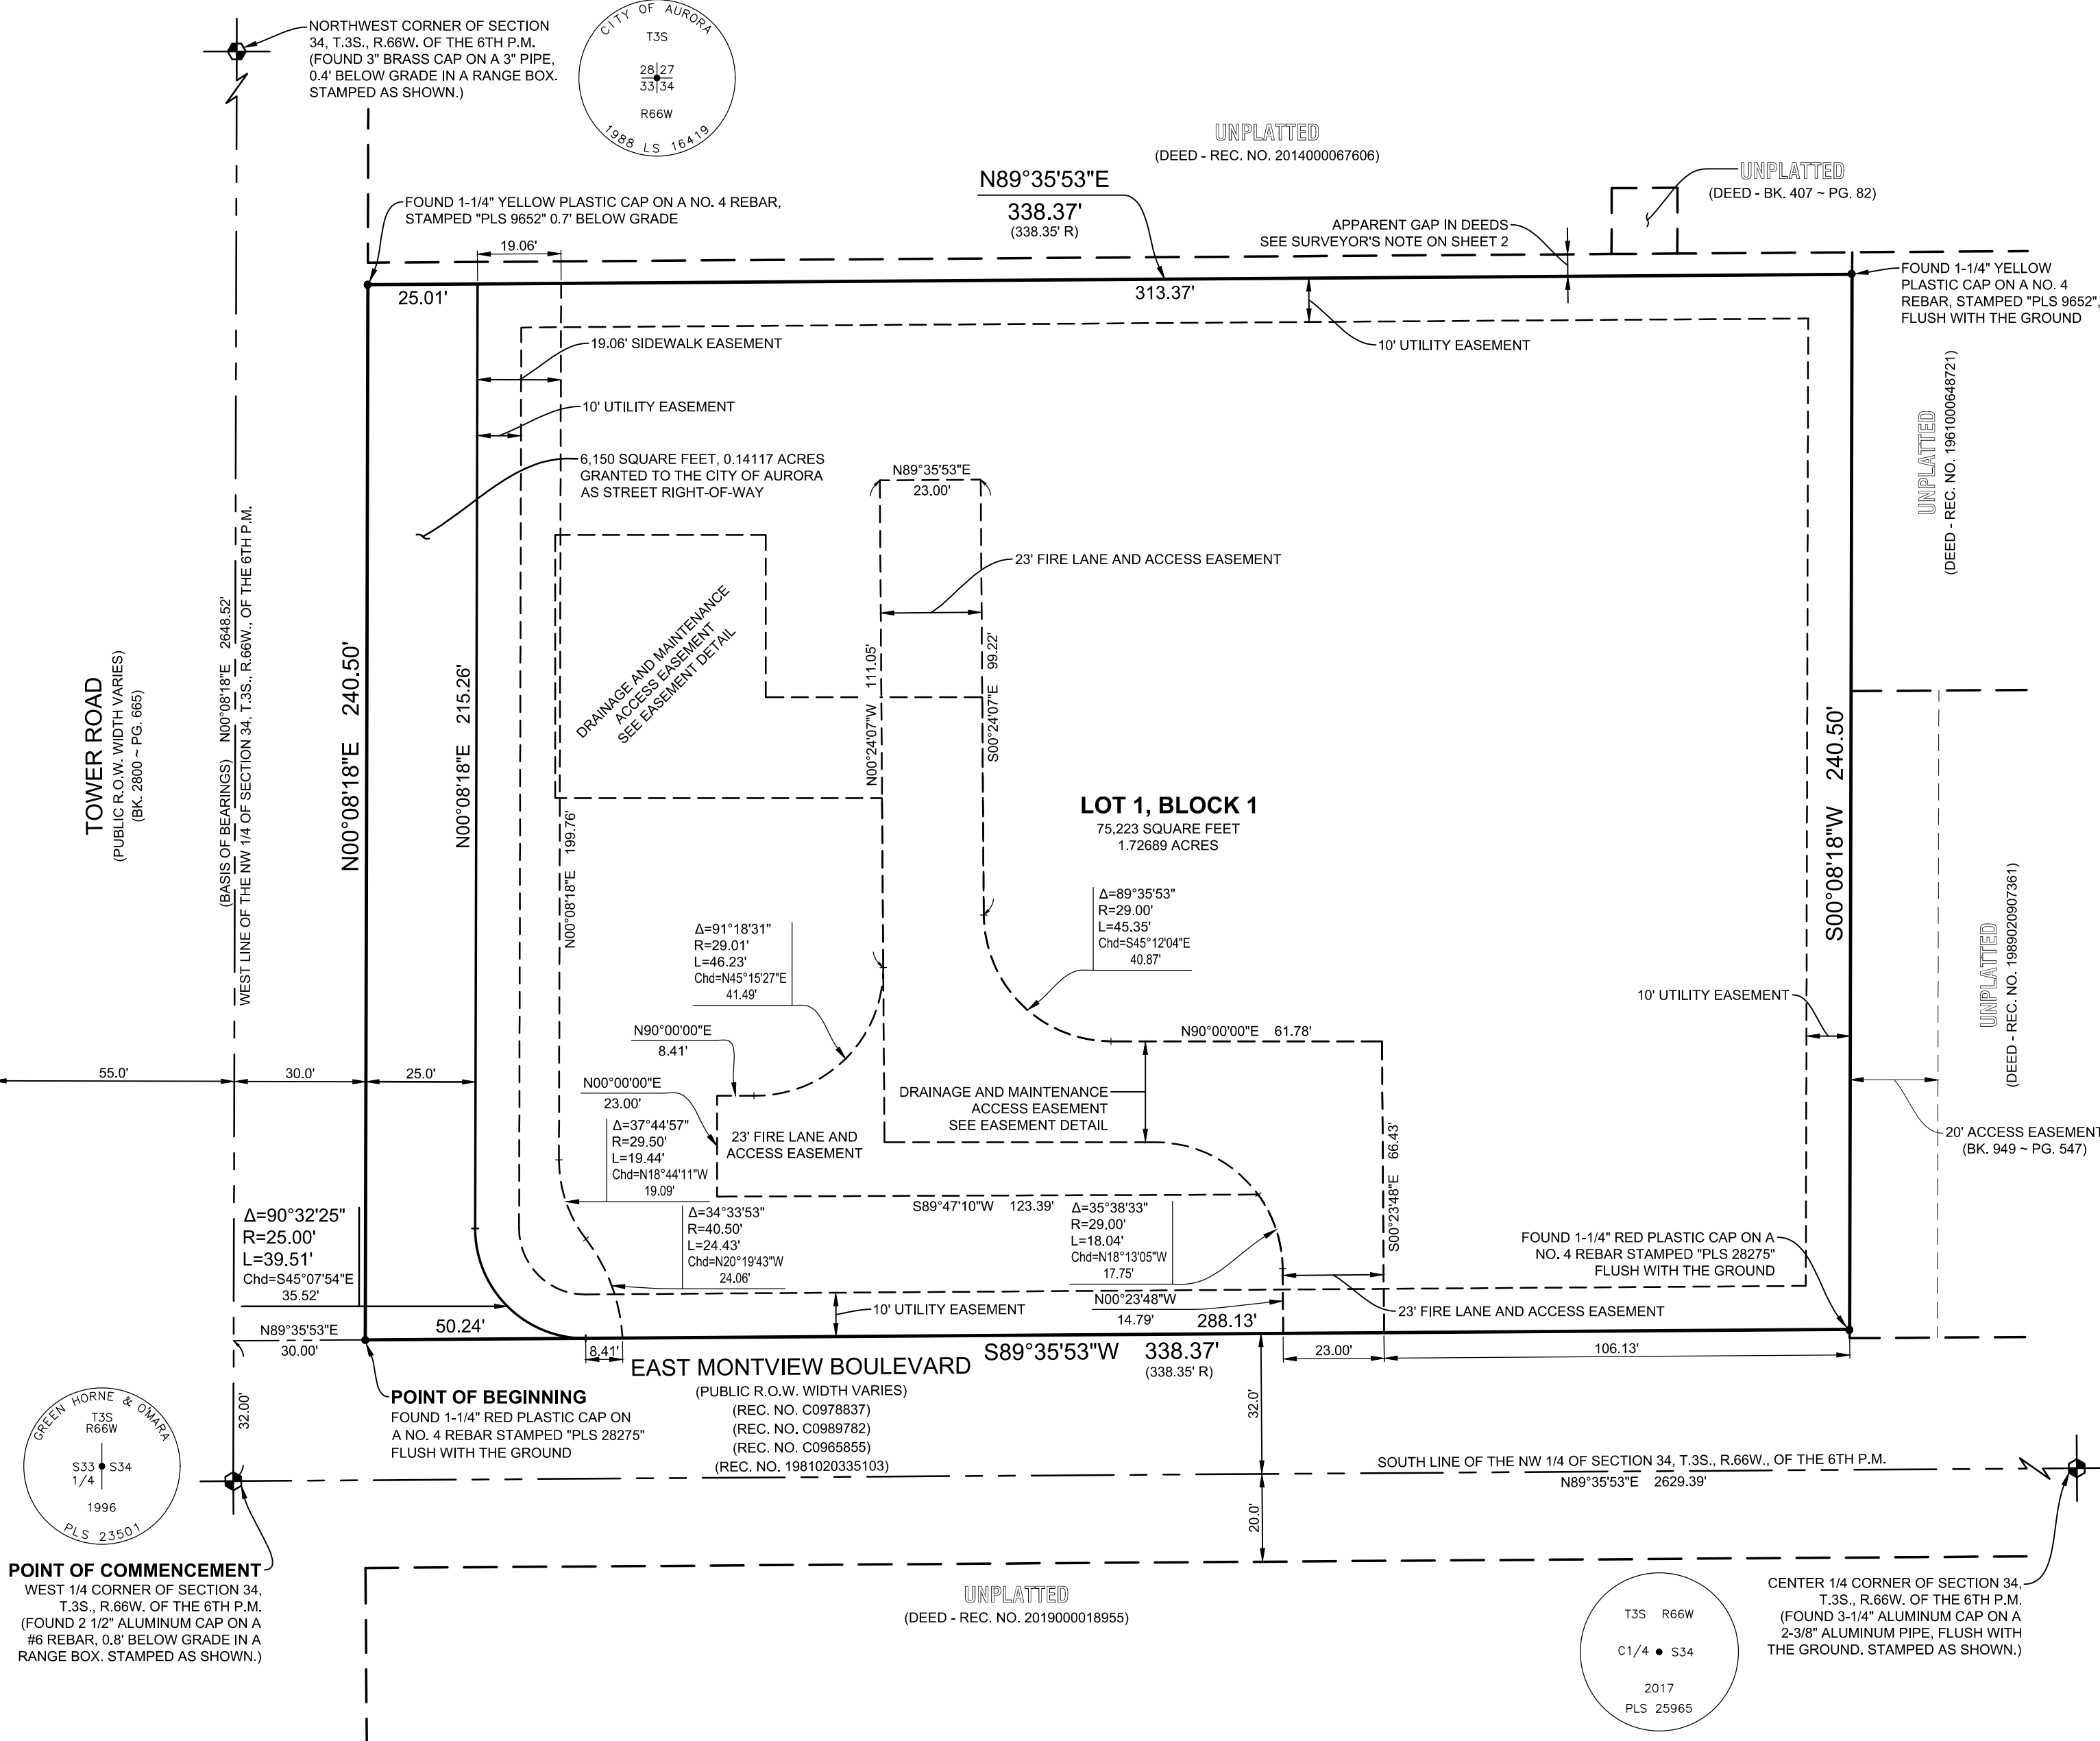 NORTHWEST CORNER OF SECTION
34, T.3S., R.66W. OF THE 6TH P.M.
(FOUND 3" BRASS CAP ON A 3" PIPE,
0.4' BELOW GRADE IN A RANGE BOX.
STAMPED AS SHOWN.)
CITY OF AURORA
T3S
28|27
33|34
R66W
1988 LS 16419
UNPLATTED
(DEED - REC. NO. 2014000067606)
UNPLATTED
(DEED - BK. 407 ~ PG. 82)
N89°35'53"E
338.37'
(338.35' R)
FOUND 1-1/4" YELLOW PLASTIC CAP ON A NO. 4 REBAR,
STAMPED "PLS 9652" 0.7' BELOW GRADE
APPARENT GAP IN DEEDS
SEE SURVEYOR'S NOTE ON SHEET 2
19.06'
FOUND 1-1/4" YELLOW
PLASTIC CAP ON A NO. 4
REBAR, STAMPED "PLS 9652",
FLUSH WITH THE GROUND
25.01'
313.37'
19.06' SIDEWALK EASEMENT
10' UTILITY EASEMENT
10' UTILITY EASEMENT
6,150 SQUARE FEET, 0.14117 ACRES
GRANTED TO THE CITY OF AURORA
AS STREET RIGHT-OF-WAY
N89°35'53"E
23.00'
23' FIRE LANE AND ACCESS EASEMENT
UNPLATTED
(DEED - REC. NO. 1961000648721)
TOWER ROAD
(PUBLIC R.O.W. WIDTH VARIES)
(BK. 2800 ~ PG. 665)
(BASIS OF BEARINGS) N00°08'18"E 2648.52'
WEST LINE OF THE NW 1/4 OF SECTION 34, T.3S., R.66W., OF THE 6TH P.M.
N00°08'18"E 240.50'
N00°08'18"E 215.26'
N00°08'18"E 199.76'
DRAINAGE AND MAINTENANCE
ACCESS EASEMENT
SEE EASEMENT DETAIL
N00°24'07"W 111.05'
S00°24'07"E 99.22'
LOT 1, BLOCK 1
75,223 SQUARE FEET
1.72689 ACRES
S00°08'18"W 240.50'
UNPLATTED
(DEED - REC. NO. 1989020907361)
Δ=89°35'53"
R=29.00'
L=45.35'
Chd=S45°12'04"E
40.87'
Δ=91°18'31"
R=29.01'
L=46.23'
Chd=N45°15'27"E
41.49'
10' UTILITY EASEMENT
N90°00'00"E
8.41'
N90°00'00"E 61.78'
55.0'
30.0'
25.0'
N00°00'00"E
23.00'
DRAINAGE AND MAINTENANCE
ACCESS EASEMENT
SEE EASEMENT DETAIL
Δ=37°44'57"
R=29.50'
L=19.44'
Chd=N18°44'11"W
19.09'
23' FIRE LANE AND
ACCESS EASEMENT
S00°23'48"E 66.43'
20' ACCESS EASEMENT
(BK. 949 ~ PG. 547)
Δ=90°32'25"
R=25.00'
L=39.51'
Chd=S45°07'54"E
35.52'
Δ=34°33'53"
R=40.50'
L=24.43'
Chd=N20°19'43"W
24.06'
S89°47'10"W 123.39'
Δ=35°38'33"
R=29.00'
L=18.04'
Chd=N18°13'05"W
17.75'
FOUND 1-1/4" RED PLASTIC CAP ON A
NO. 4 REBAR STAMPED "PLS 28275"
FLUSH WITH THE GROUND
N00°23'48"W
14.79'
10' UTILITY EASEMENT
23' FIRE LANE AND ACCESS EASEMENT
N89°35'53"E
30.00'
50.24'
288.13'
8.41'
EAST MONTVIEW BOULEVARD
(PUBLIC R.O.W. WIDTH VARIES)
(REC. NO. C0978837)
(REC. NO. C0989782)
(REC. NO. C0965855)
(REC. NO. 1981020335103)
S89°35'53"W 338.37'
(338.35' R)
23.00'
106.13'
POINT OF BEGINNING
FOUND 1-1/4" RED PLASTIC CAP ON
A NO. 4 REBAR STAMPED "PLS 28275"
FLUSH WITH THE GROUND
32.00'
32.0'
GREEN HORNE & O'MARA
T3S
R66W
S33 S34
1/4
1996
PLS 23501
SOUTH LINE OF THE NW 1/4 OF SECTION 34, T.3S., R.66W., OF THE 6TH P.M.
N89°35'53"E 2629.39'
20.0'
POINT OF COMMENCEMENT
WEST 1/4 CORNER OF SECTION 34,
T.3S., R.66W. OF THE 6TH P.M.
(FOUND 2 1/2" ALUMINUM CAP ON A
#6 REBAR, 0.8' BELOW GRADE IN A
RANGE BOX. STAMPED AS SHOWN.)
UNPLATTED
(DEED - REC. NO. 2019000018955)
T3S R66W
C1/4 S34
2017
PLS 25965
CENTER 1/4 CORNER OF SECTION 34,
T.3S., R.66W. OF THE 6TH P.M.
(FOUND 3-1/4" ALUMINUM CAP ON A
2-3/8" ALUMINUM PIPE, FLUSH WITH
THE GROUND. STAMPED AS SHOWN.)